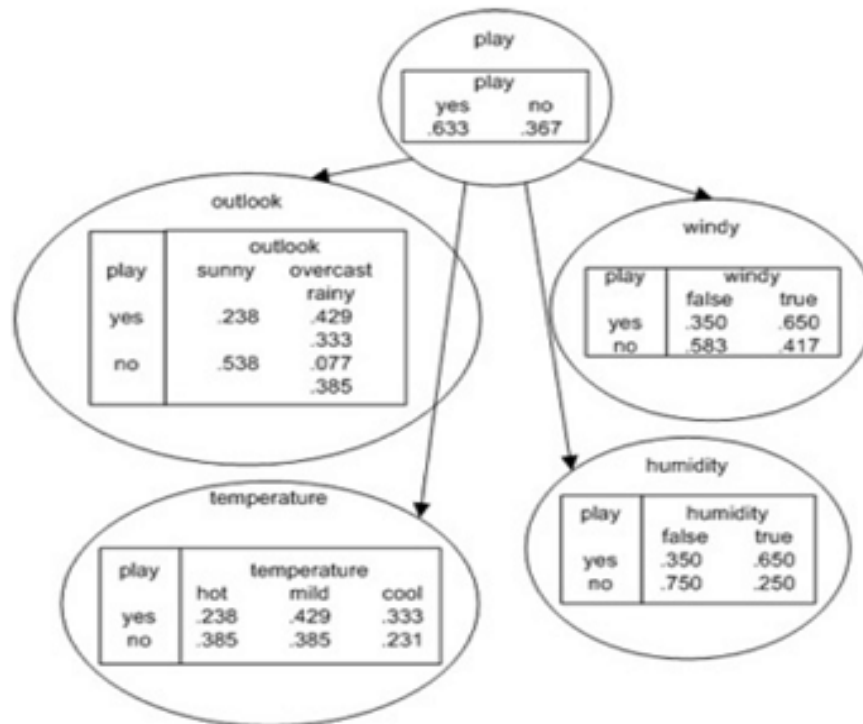 play
play
yes no
.633 .367
outlook
outlook
play sunny overcast
rainy
yes .238 .429
.333
no .538 .077
.385
windy
play windy
false true
yes .350 .650
no .583 .417
temperature
play temperature
hot mild cool
yes .238 .429 .333
no .385 .385 .231
humidity
play humidity
false true
yes .350 .650
no .750 .250